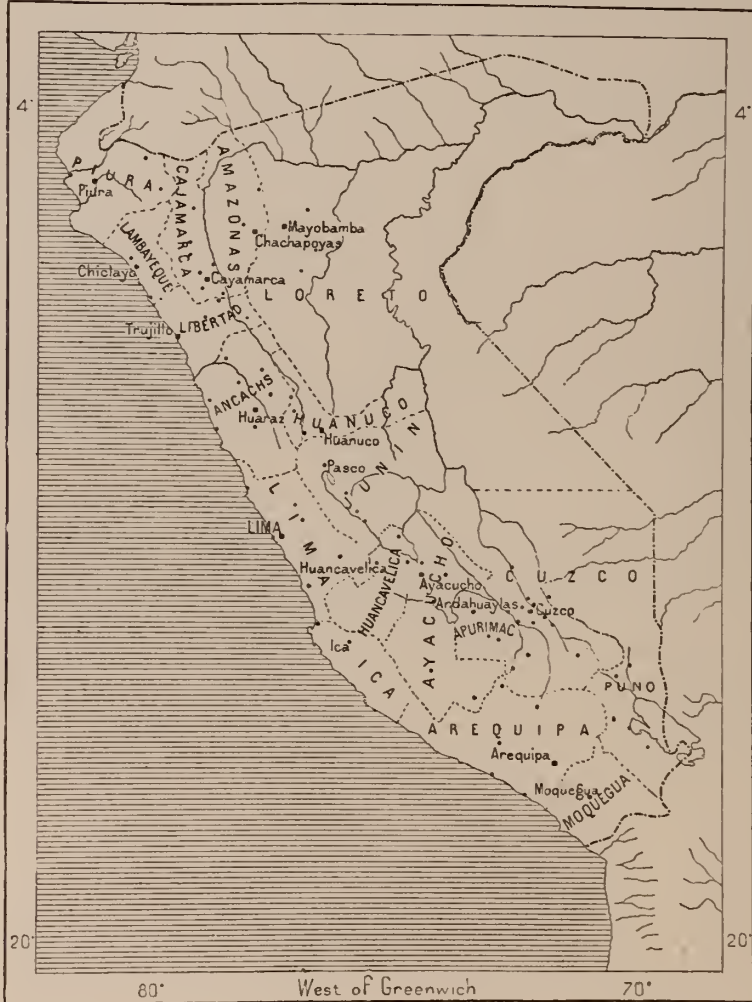 4°
4°
PIURA
Piura
CAJAMARCA
AMAZONAS
Mayobamba
Chachapoyas
LAMBAYEQUE
Chiclayo
Cayamarca
LORETO
Trujillo
LIBERTAD
ANCACHS
Huaraz
HUANUCO
Huánuco
Pasco
JUNIN
LIMA
LIMA
Huancavelica
HUANCAVELICA
AYACUCHO
Ayacucho
CUZCO
Andahuaylas
Cuzco
APURIMAC
Ica
ICA
PUNO
AREQUIPA
Arequipa
Moquegua
MOQUEGUA
20°
20°
80°
West of Greenwich
70°